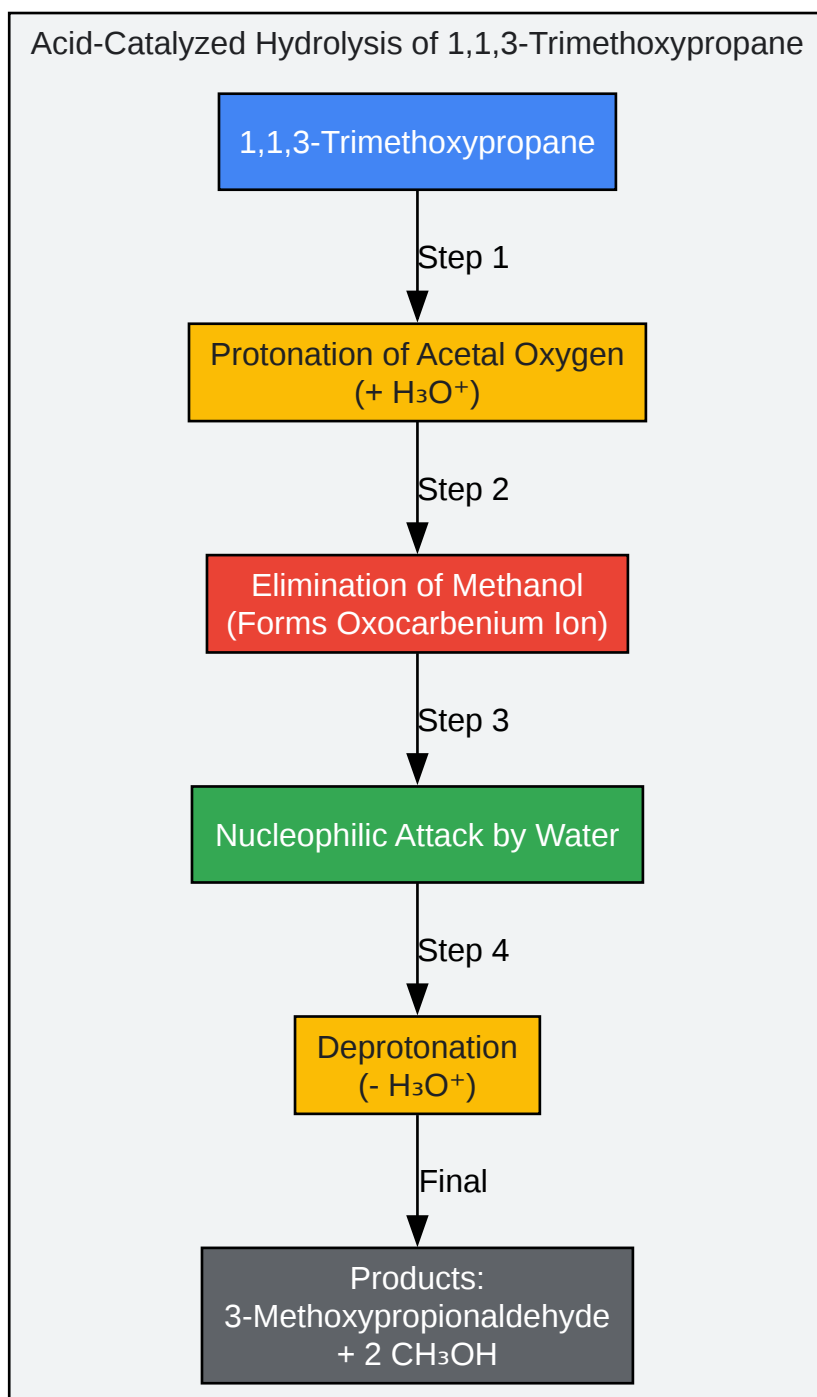 Acid-Catalyzed Hydrolysis of 1,1,3-Trimethoxypropane
1,1,3-Trimethoxypropane
Step 1
Protonation of Acetal Oxygen
(+ H₃O⁺)
Step 2
Elimination of Methanol
(Forms Oxocarbenium Ion)
Step 3
Nucleophilic Attack by Water
Step 4
Deprotonation
(- H₃O⁺)
Final
Products:
3-Methoxypropionaldehyde
+ 2 CH₃OH